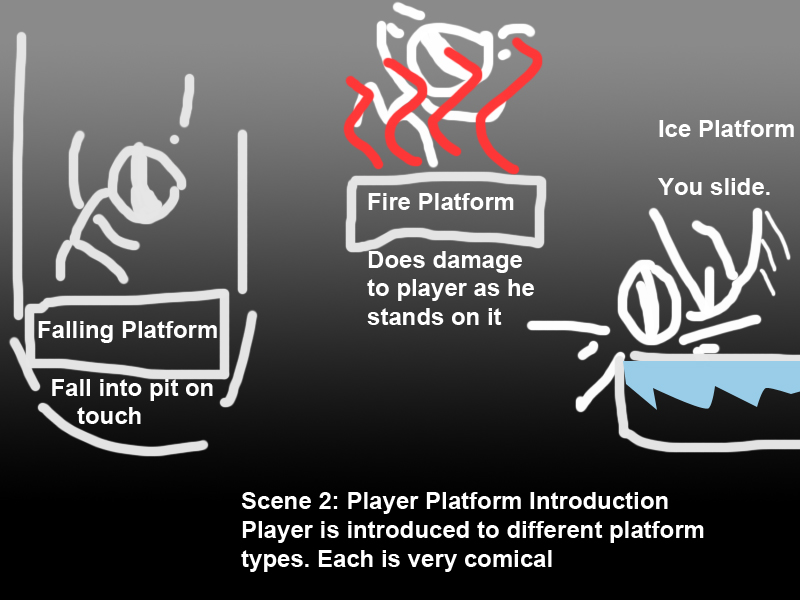 Falling Platform
Fall into pit on
touch
Fire Platform
Does damage
to player as he
stands on it
Ice Platform
You slide.
Scene 2: Player Platform Introduction
Player is introduced to different platform
types. Each is very comical